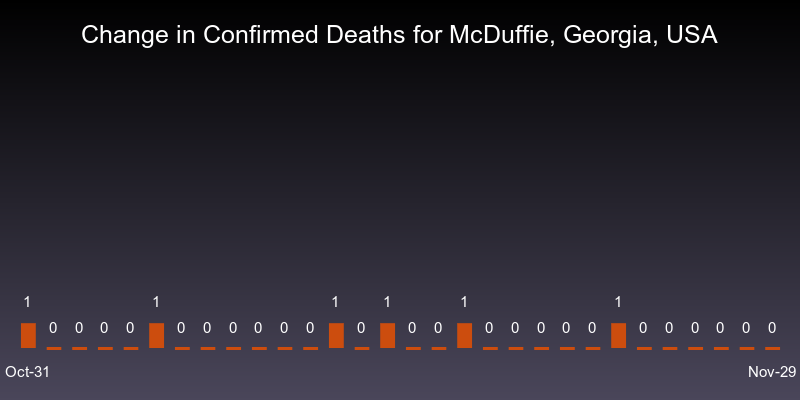 Change in Confirmed Deaths for McDuffie, Georgia, USA
1 0 0 0 0 1 0 0 0 0 0 0 1 0 1 0 0 1 0 0 0 0 0 1 0 0 0 0 0 0
Oct-31 Nov-29